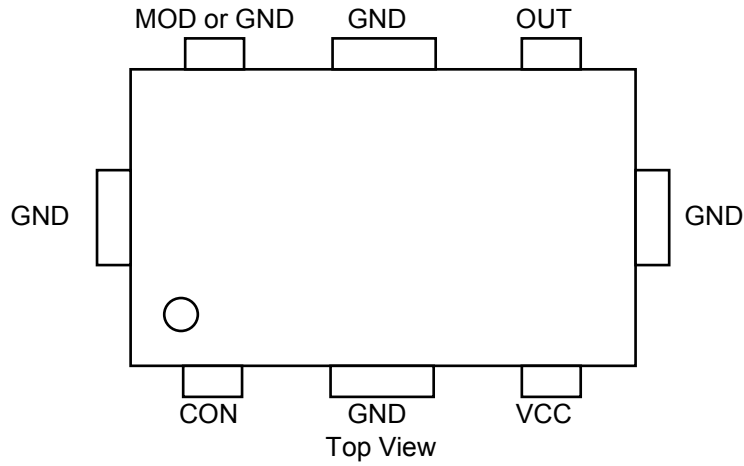 MOD or GND GND OUT
GND GND
CON GND VCC
Top View